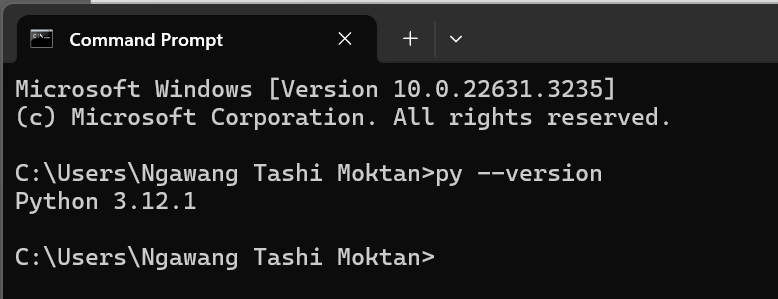 Command Prompt
Microsoft Windows [Version 10.0.22631.3235]
(c) Microsoft Corporation. All rights reserved.
C:\Users\Ngawang Tashi Moktan>py --version
Python 3.12.1
C:\Users\Ngawang Tashi Moktan>